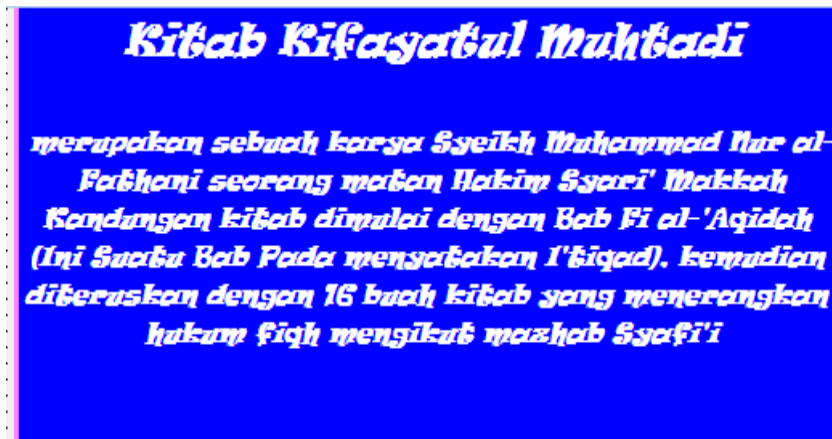 Kitab Kifayatul Muhtadi
merupakan sebuah karya Syeikh Muhammad Nur al-
Fathani seorang matan Hakim Syari' Makkah
Kandungan kitab dimulai dengan Bab Fi al-'Aqidah
(Ini Suatu Bab Pada menyatakan I'tiqad). kemudian
diteruskan dengan 16 buah kitab yang menerangkan
hukum fiqh mengikut mazhab Syafi'i